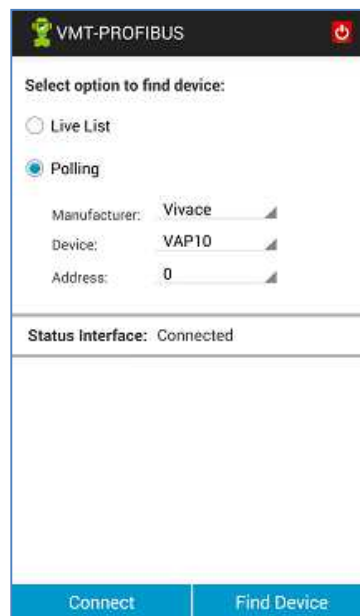 VMT-PROFIBUS
Select option to find device:
Live List
Polling
Manufacturer: Vivace
Device: VAP10
Address: 0
Status Interface: Connected
Connect Find Device